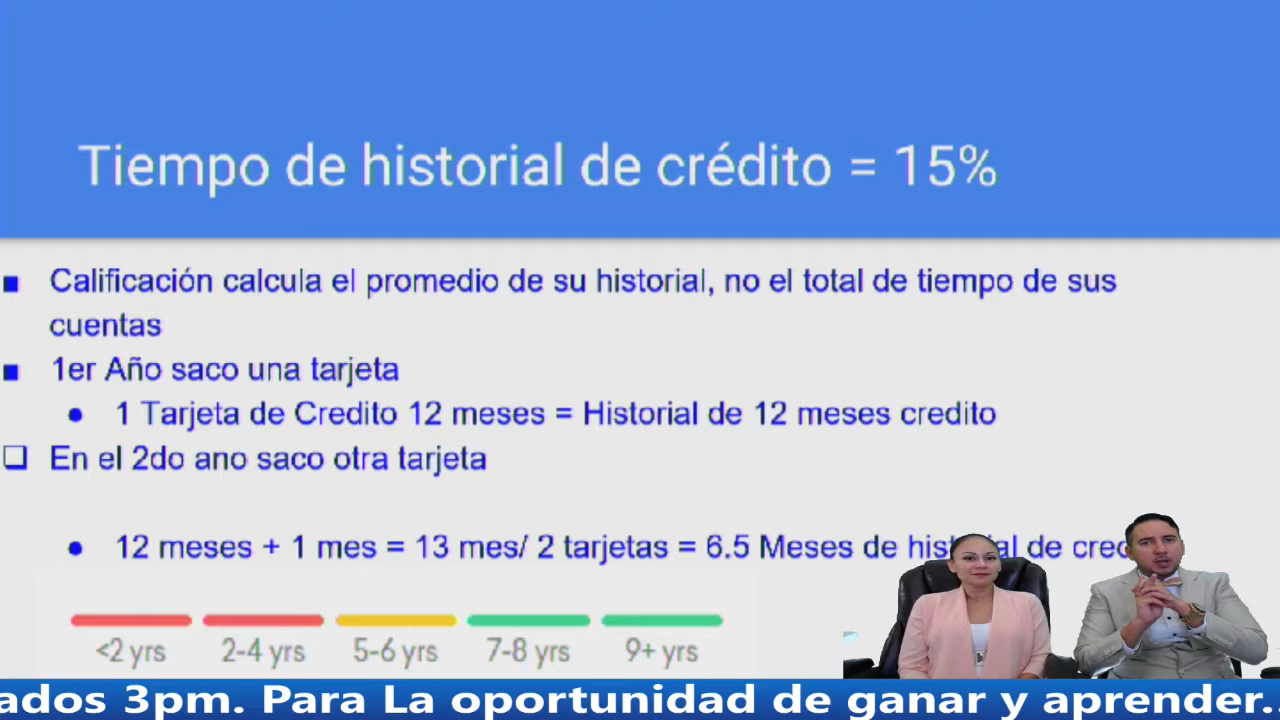 Tiempo de historial de crédito = 15%
Calificación calcula el promedio de su historial, no el total de tiempo de sus
cuentas
1er Año saco una tarjeta
1 Tarjeta de Credito 12 meses = Historial de 12 meses credito
En el 2do ano saco otra tarjeta
12 meses + 1 mes = 13 mes/ 2 tarjetas = 6.5 Meses de de
<2 yrs 2-4 yrs 5-6 yrs 7-8 yrs 9+ yrs
3pm. Para La oportunidad de ganar y aprender..